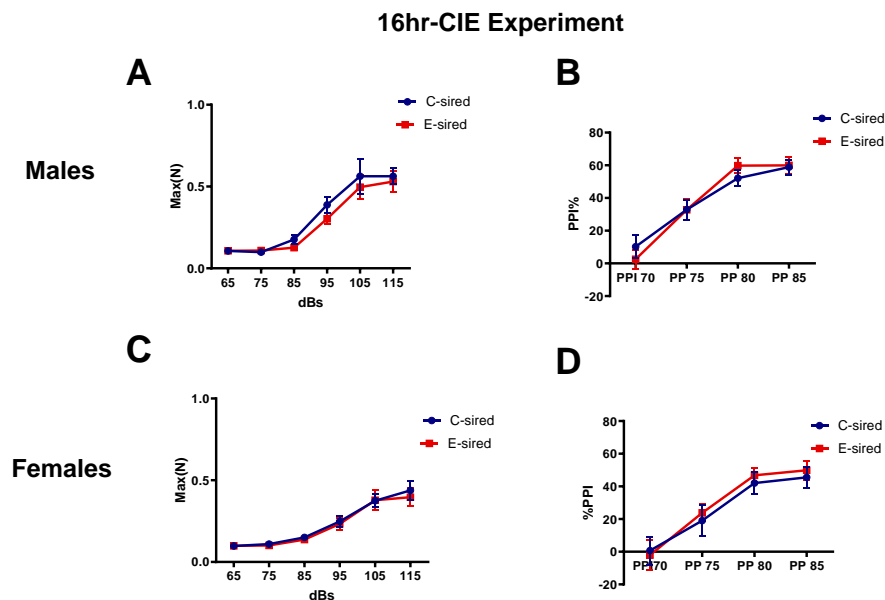 16hr-CIE Experiment
Males
A
C-sired
E-sired
Max(N)
1.0
0.5
0.0
65 75 85 95 105 115
dBs
B
C-sired
E-sired
PPI%
80
60
40
20
0
-20
PPI 70 PP 75 PP 80 PP 85
Females
C
C-sired
E-sired
Max(N)
1.0
0.5
0.0
65 75 85 95 105 115
dBs
D
C-sired
E-sired
%PPI
80
60
40
20
0
-20
PPI 70 PP 75 PP 80 PP 85